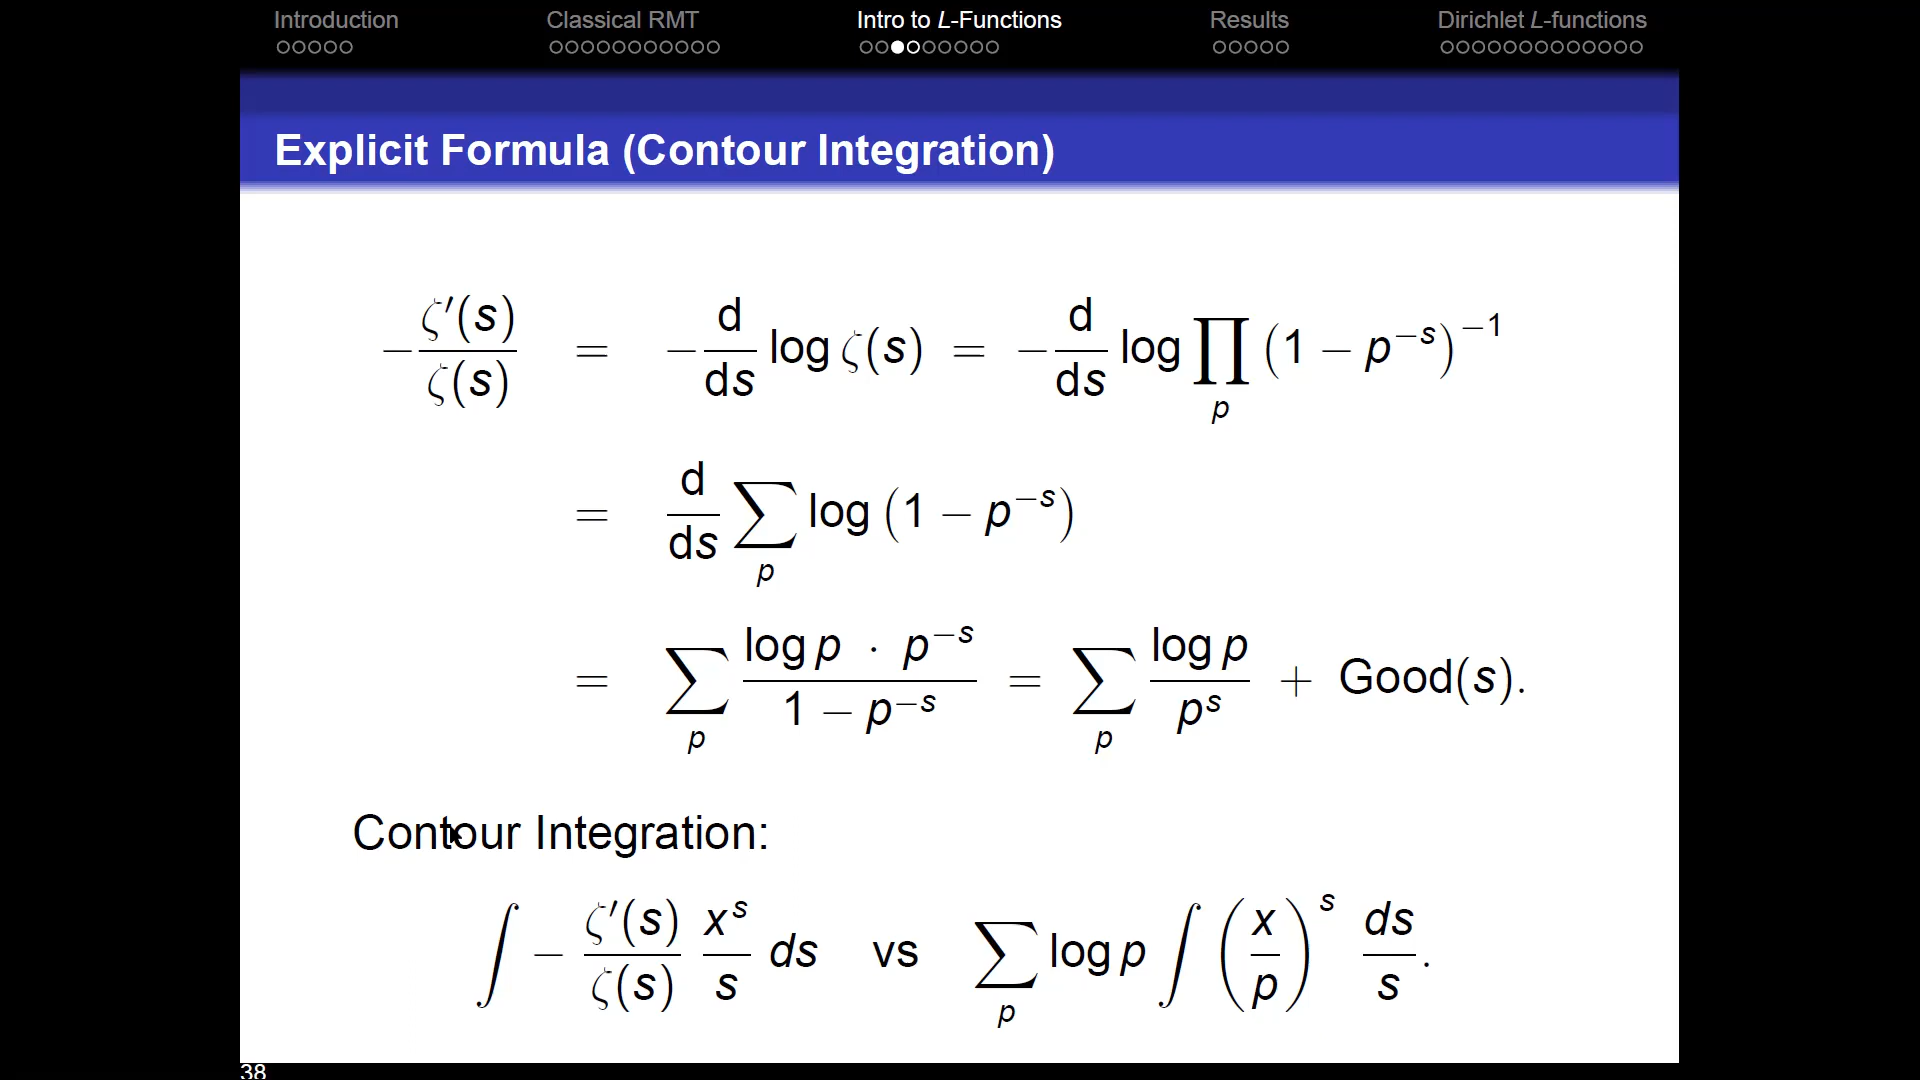 Introduction Classical RMT Intro to L-Functions Results Dirichlet L-functions
Explicit Formula (Contour Integration)
−ζ′(s)/ζ(s) = −d/ds log ζ(s) = −d/ds log ∏_p (1 − p^{−s})^{−1}
= d/ds ∑_p log (1 − p^{−s})
= ∑_p (log p · p^{−s})/(1 − p^{−s}) = ∑_p log p/p^s + Good(s).
Contour Integration:
∫ − ζ′(s)/ζ(s) x^s/s ds vs ∑_p log p ∫ (x/p)^s ds/s.
38